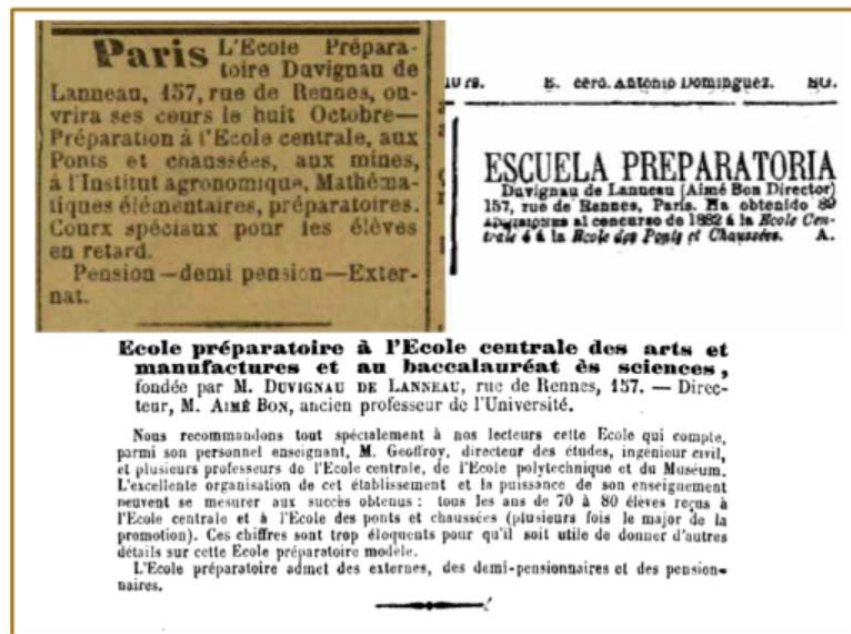 Paris L'Ecole Prépara-
toire Duvignau de
Lanneau, 157, rue de Rennes, ou-
vrira ses cours le huit Octobre—
Préparation à l'Ecole centrale, aux
Ponts et chaussées, aux mines,
á l'Institut agronomique, Mathéma-
tiques élémentaires, préparatoires.
Courx spéciaux pour les élèves
en retard.
Pension—demi pension—Exter-
nat.
cero. Antonio Dominguez.
ESCUELA PREPARATORIA
Duvignau de Lanneau (Aimé Bon Director)
157, rue de Rennes, Paris. Ha obtenido 89
ADMISIONES al concurso de 1882 á la Ecole Cen-
trale 4 á la Ecole des Ponts et Chaussées. A.
Ecole préparatoire à l'Ecole centrale des arts et
manufactures et au baccalauréat ès sciences,
fondée par M. DUVIGNAU DE LANNEAU, rue de Rennes, 157. — Direc-
teur, M. AIMÉ BON, ancien professeur de l'Université.
Nous recommandons tout spécialement à nos lecteurs cette Ecole qui compte,
parmi son personnel enseignant, M. Geoffroy, directeur des études, ingénieur civil,
et plusieurs professeurs de l'Ecole centrale, de l'Ecole polytechnique et du Muséum.
L'excellente organisation de cet établissement et la puissance de son enseignement
peuvent se mesurer aux succès obtenus : tous les ans de 70 à 80 élèves reçus à
l'Ecole centrale et à l'Ecole des ponts et chaussées (plusieurs fois le major de la
promotion). Ces chiffres sont trop éloquents pour qu'il soit utile de donner d'autres
détails sur cette Ecole préparatoire modèle.
L'Ecole préparatoire admet des externes, des demi-pensionnaires et des pension-
naires.